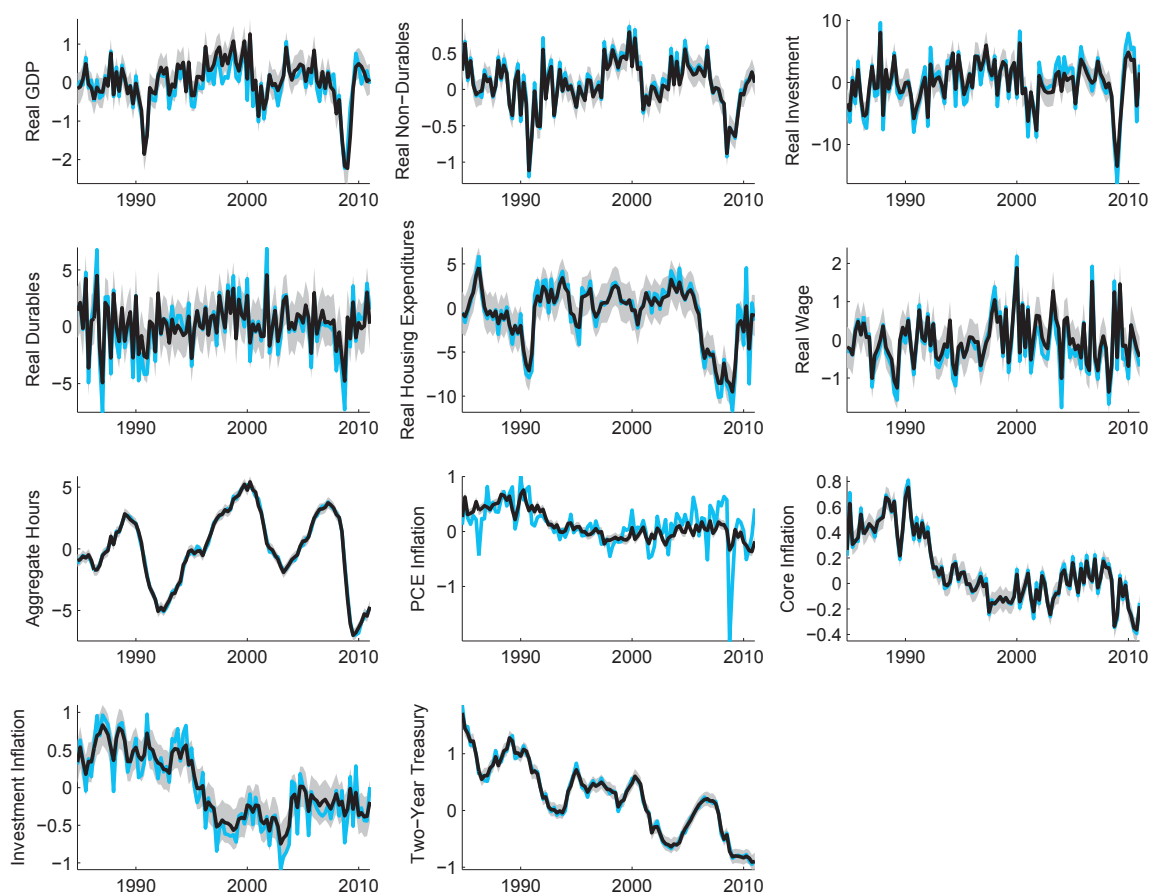 Real GDP
1
0
−1
−2
1990 2000 2010
Real Non−Durables
0.5
0
−0.5
−1
1990 2000 2010
Real Investment
10
0
−10
1990 2000 2010
Real Durables
5
0
−5
1990 2000 2010
Real Housing Expenditures
5
0
−5
−10
1990 2000 2010
Real Wage
2
1
0
−1
1990 2000 2010
Aggregate Hours
5
0
−5
1990 2000 2010
PCE Inflation
1
0
−1
1990 2000 2010
Core Inflation
0.8
0.6
0.4
0.2
0
−0.2
−0.4
1990 2000 2010
Investment Inflation
1
0.5
0
−0.5
−1
1990 2000 2010
Two−Year Treasury
1
0
−1
1990 2000 2010